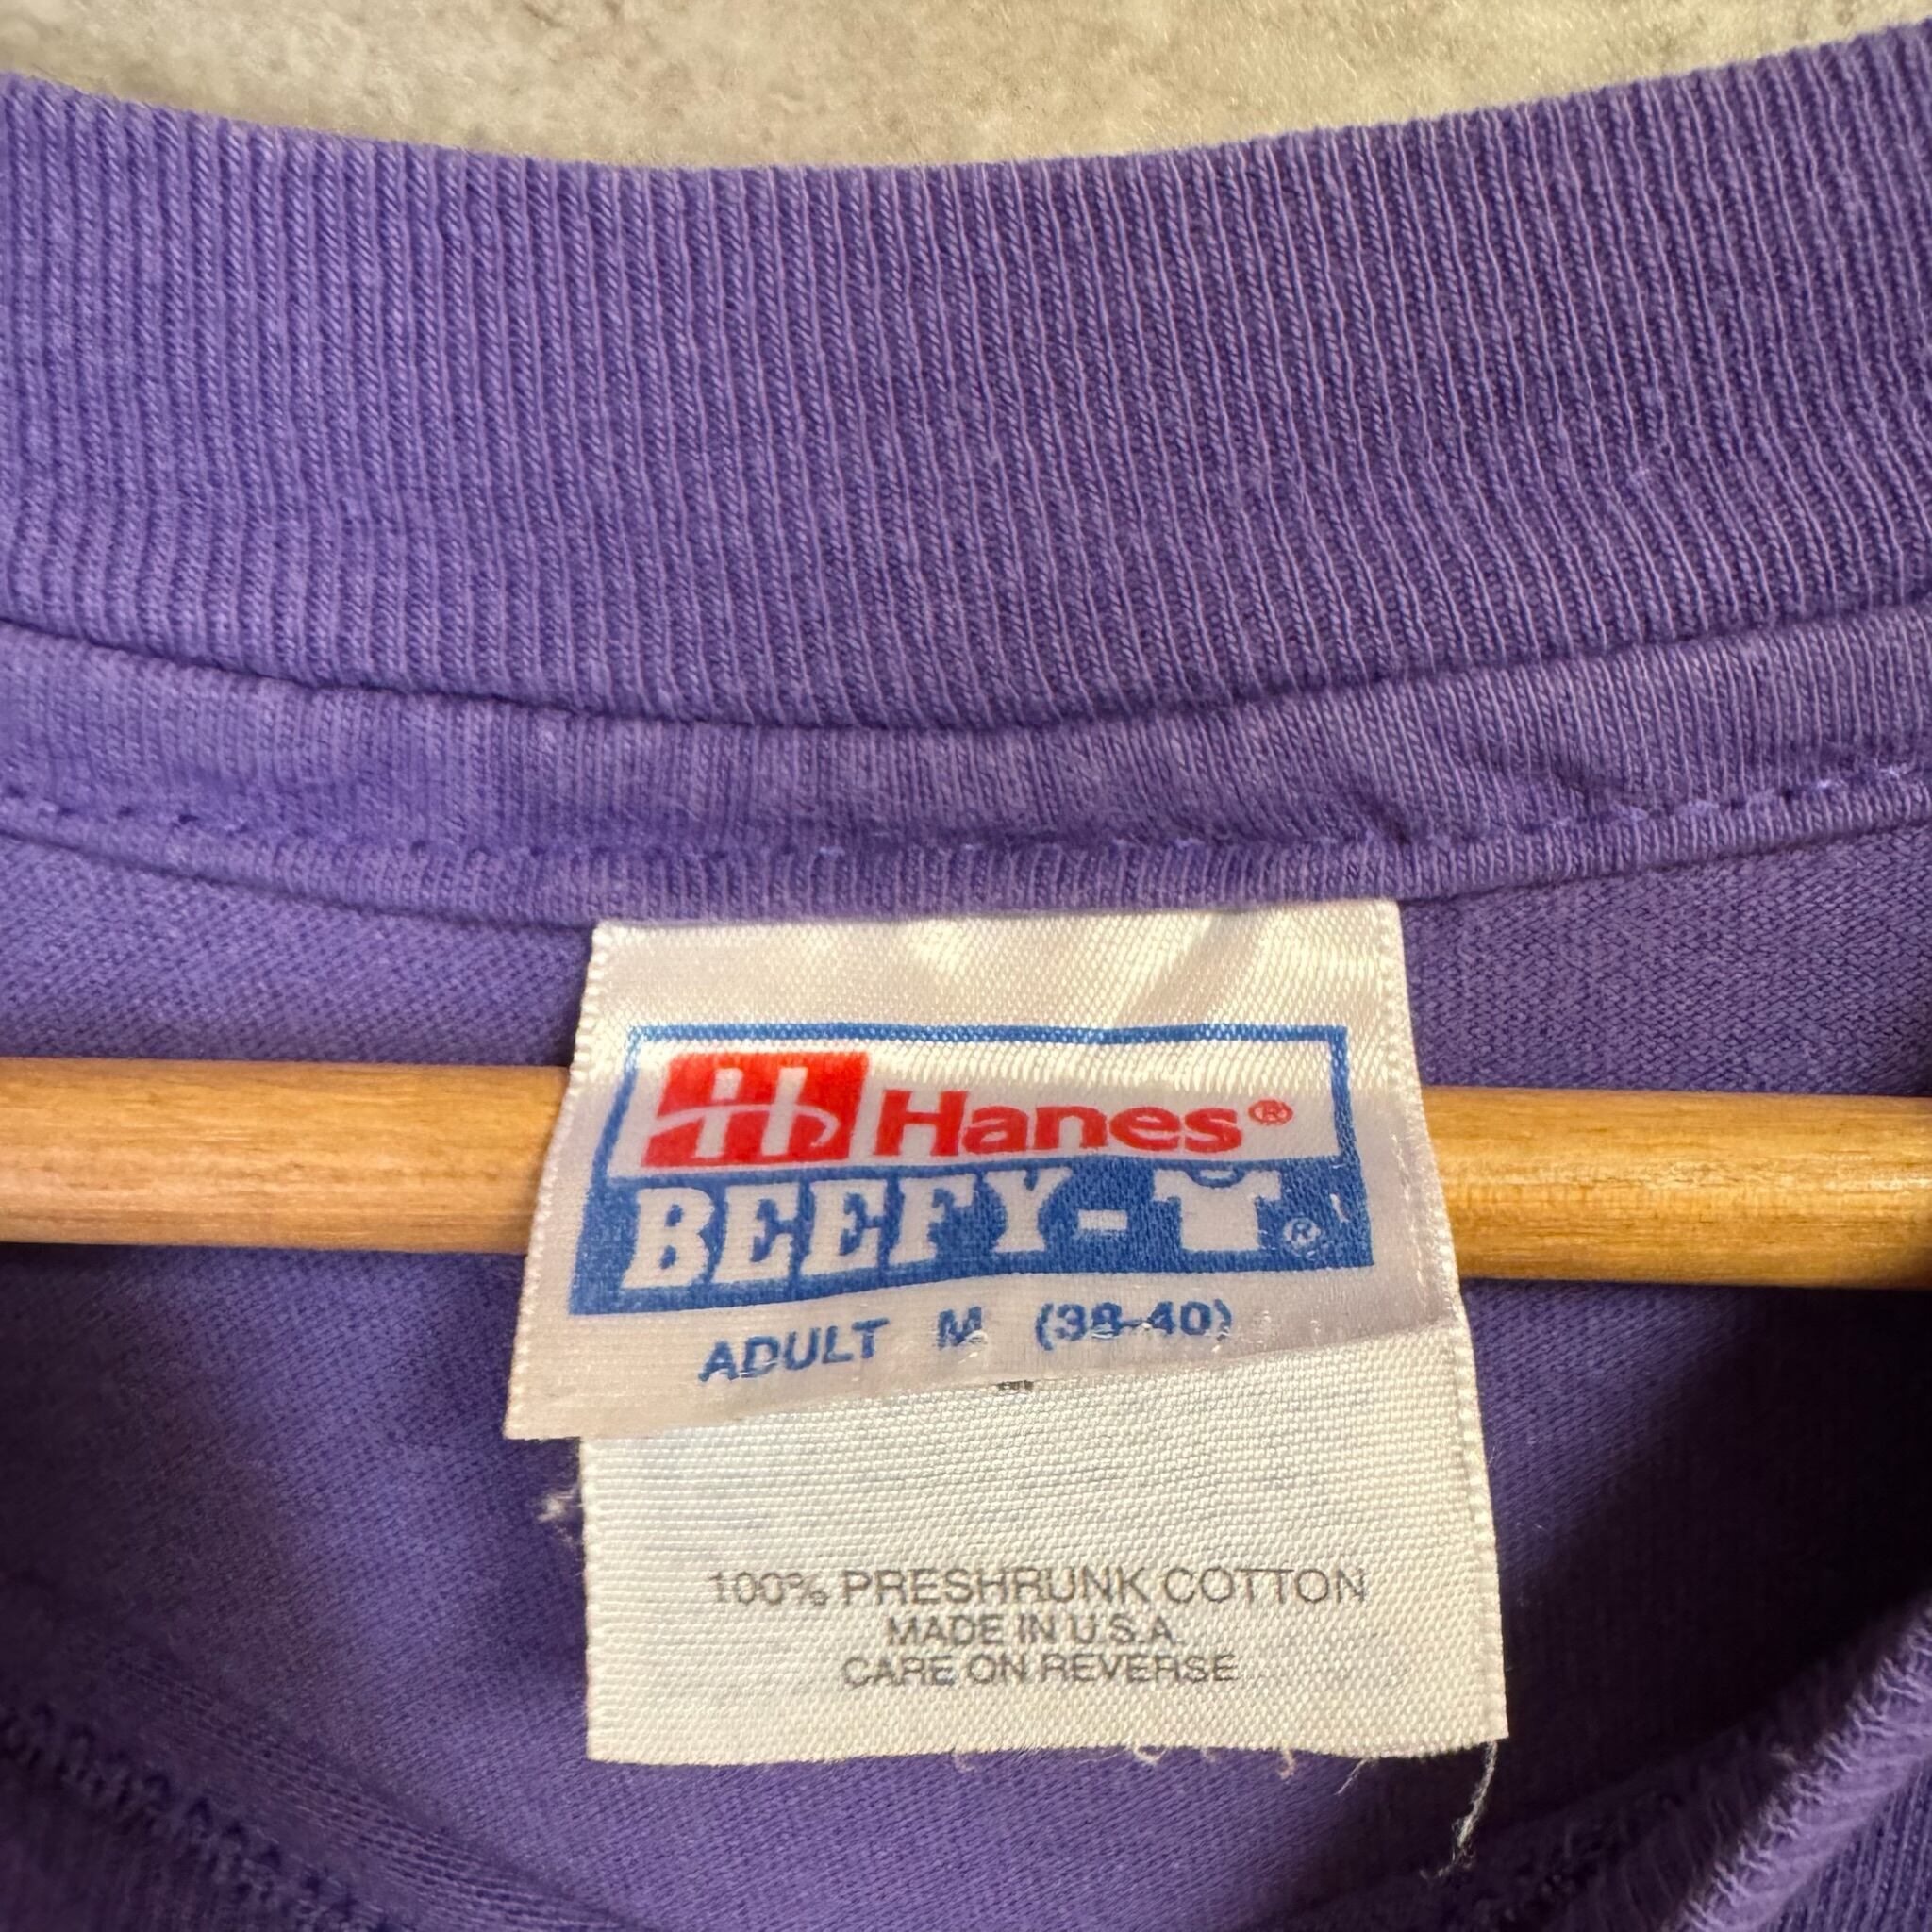 Hanes®
BEEFY-T®
ADULT M (38-40)
100% PRESHRUNK COTTON
MADE IN U.S.A.
CARE ON REVERSE